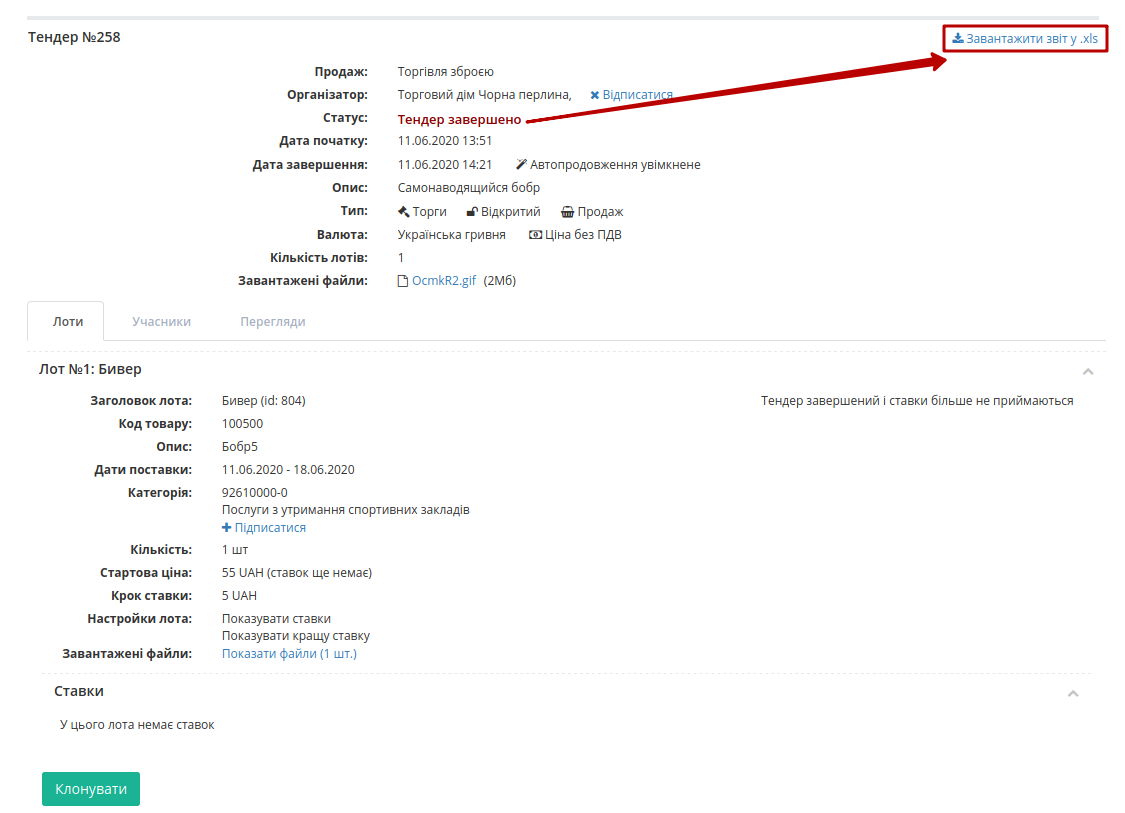 Тендер №258
Завантажити звіт у .xls
Продаж: Торгівля зброєю
Організатор: Торговий дім Чорна перлина, Відписатися
Статус: Тендер завершено
Дата початку: 11.06.2020 13:51
Дата завершення: 11.06.2020 14:21 Автопродовження увімкнене
Опис: Самонаводящийся бобр
Тип: Торги Відкритий Продаж
Валюта: Українська гривня Ціна без ПДВ
Кількість лотів: 1
Завантажені файли: OcmkR2.gif (2Мб)
Лоти Учасники Перегляди
Лот №1: Бивер
Заголовок лота: Бивер (id: 804) Тендер завершений і ставки більше не приймаються
Код товару: 100500
Опис: Бобр5
Дати поставки: 11.06.2020 - 18.06.2020
Категорія: 92610000-0
Послуги з утримання спортивних закладів
Підписатися
Кількість: 1 шт
Стартова ціна: 55 UAH (ставок ще немає)
Крок ставки: 5 UAH
Настройки лота: Показувати ставки
Показувати кращу ставку
Завантажені файли: Показати файли (1 шт.)
Ставки
У цього лота немає ставок
Клонувати